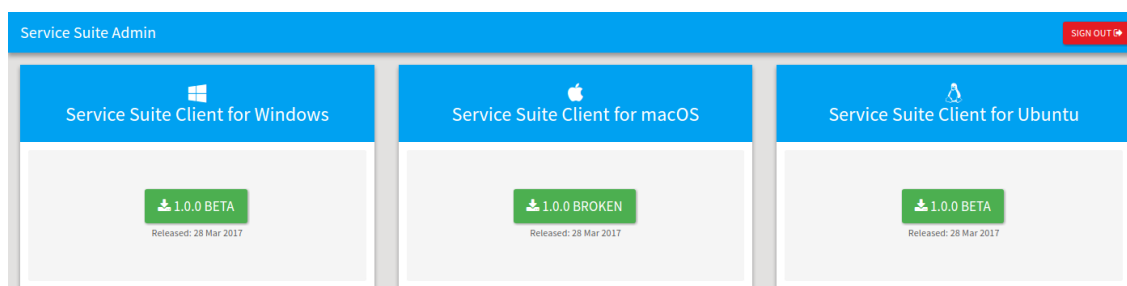 Service Suite Admin
SIGN OUT
Service Suite Client for Windows
1.0.0 BETA
Released: 28 Mar 2017
Service Suite Client for macOS
1.0.0 BROKEN
Released: 28 Mar 2017
Service Suite Client for Ubuntu
1.0.0 BETA
Released: 28 Mar 2017